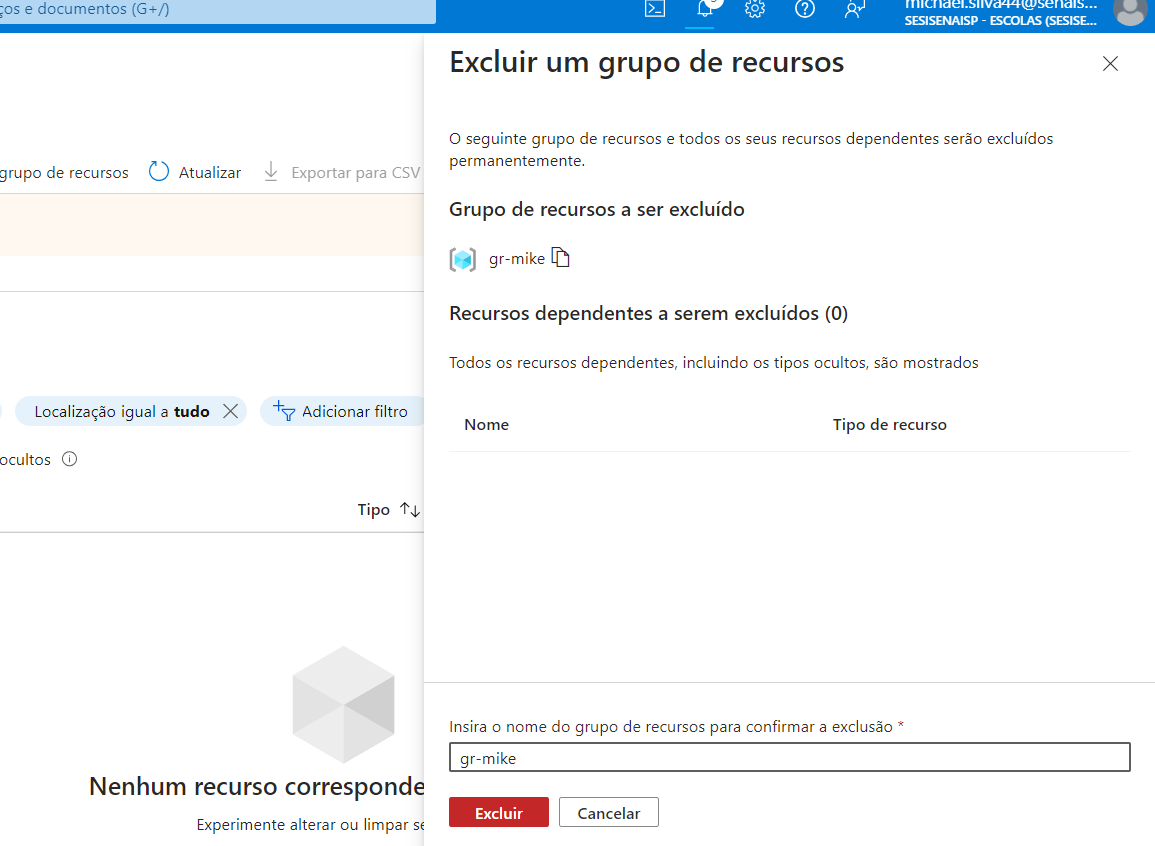 ços e documentos (G+/)
michael.silva44@senais...
SESISENAISP - ESCOLAS (SESISE...
Excluir um grupo de recursos
O seguinte grupo de recursos e todos os seus recursos dependentes serão excluídos
permanentemente.
grupo de recursos
Atualizar
Exportar para CSV
Grupo de recursos a ser excluído
gr-mike
Recursos dependentes a serem excluídos (0)
Todos os recursos dependentes, incluindo os tipos ocultos, são mostrados
Localização igual a tudo
Adicionar filtro
Nome
Tipo de recurso
ocultos
Tipo
Nenhum recurso corresponde
Experimente alterar ou limpar se
Insira o nome do grupo de recursos para confirmar a exclusão *
gr-mike
Excluir
Cancelar